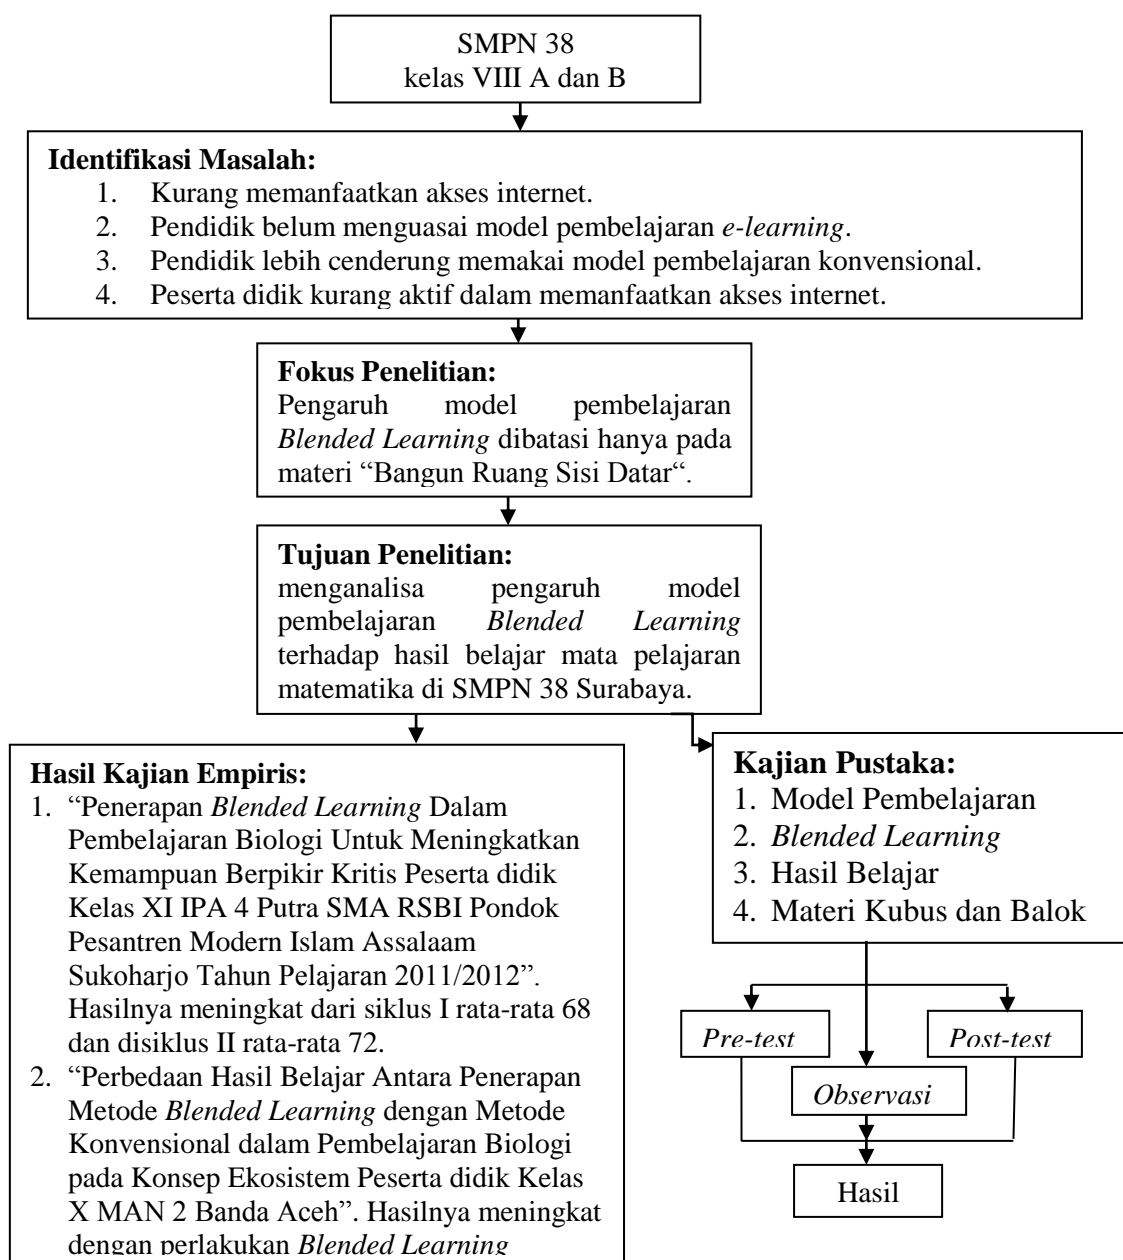 SMPN 38
kelas VIII A dan B
Identifikasi Masalah:
1. Kurang memanfaatkan akses internet.
2. Pendidik belum menguasai model pembelajaran e-learning.
3. Pendidik lebih cenderung memakai model pembelajaran konvensional.
4. Peserta didik kurang aktif dalam memanfaatkan akses internet.
Fokus Penelitian:
Pengaruh model pembelajaran
Blended Learning dibatasi hanya pada
materi “Bangun Ruang Sisi Datar“.
Tujuan Penelitian:
menganalisa pengaruh model
pembelajaran Blended Learning
terhadap hasil belajar mata pelajaran
matematika di SMPN 38 Surabaya.
Hasil Kajian Empiris:
1. “Penerapan Blended Learning Dalam
Pembelajaran Biologi Untuk Meningkatkan
Kemampuan Berpikir Kritis Peserta didik
Kelas XI IPA 4 Putra SMA RSBI Pondok
Pesantren Modern Islam Assalaam
Sukoharjo Tahun Pelajaran 2011/2012”.
Hasilnya meningkat dari siklus I rata-rata 68
dan disiklus II rata-rata 72.
2. “Perbedaan Hasil Belajar Antara Penerapan
Metode Blended Learning dengan Metode
Konvensional dalam Pembelajaran Biologi
pada Konsep Ekosistem Peserta didik Kelas
X MAN 2 Banda Aceh”. Hasilnya meningkat
dengan perlakukan Blended Learning
Kajian Pustaka:
1. Model Pembelajaran
2. Blended Learning
3. Hasil Belajar
4. Materi Kubus dan Balok
Pre-test
Post-test
Observasi
Hasil